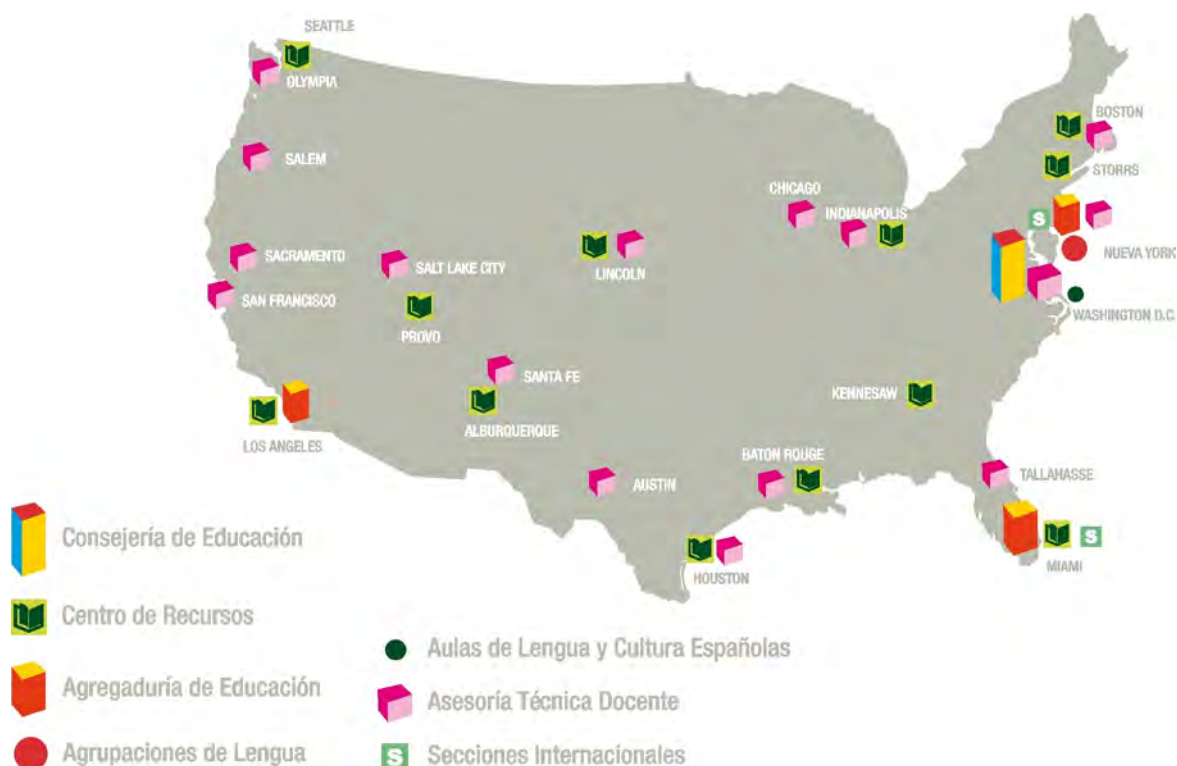 SEATTLE
OLYMPIA
BOSTON
SALEM
STORRS
CHICAGO
INDIANAPOLIS
S
NUEVA YORK
SACRAMENTO
SALT LAKE CITY
LINCOLN
SAN FRANCISCO
WASHINGTON D.C.
PROVO
SANTA FE
KENNESAW
ALBURQUERQUE
LOS ANGELES
BATON ROUGE
AUSTIN
TALLAHASSE
S
HOUSTON
MIAMI
Consejería de Educación
Centro de Recursos
Agregaduría de Educación
Agrupaciones de Lengua
Aulas de Lengua y Cultura Españolas
Asesoría Técnica Docente
S Secciones Internacionales